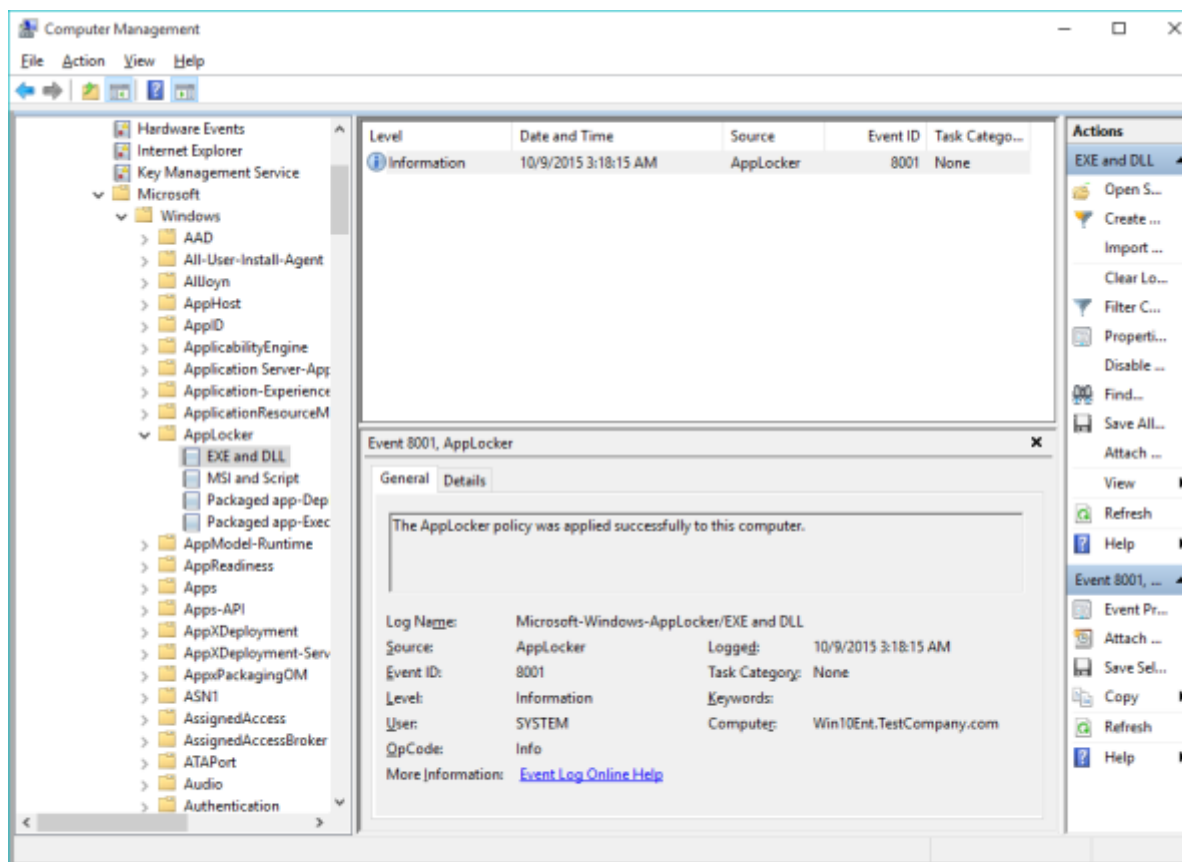 Computer Management
File Action View Help
Hardware Events
Internet Explorer
Key Management Service
Microsoft
Windows
AAD
All-User-Install-Agent
AllJoyn
AppHost
AppID
ApplicabilityEngine
Application Server-App
Application-Experience
ApplicationResourceM
AppLocker
EXE and DLL
MSI and Script
Packaged app-Dep
Packaged app-Exec
AppModel-Runtime
AppReadiness
Apps
Apps-API
AppXDeployment
AppXDeployment-Serv
AppxPackagingOM
ASN1
AssignedAccess
AssignedAccessBroker
ATAPort
Audio
Authentication
Level Date and Time Source Event ID Task Catego...
Information 10/9/2015 3:18:15 AM AppLocker 8001 None
Event 8001, AppLocker
General Details
The AppLocker policy was applied successfully to this computer.
Log Name: Microsoft-Windows-AppLocker/EXE and DLL
Source: AppLocker Logged: 10/9/2015 3:18:15 AM
Event ID: 8001 Task Category: None
Level: Information Keywords:
User: SYSTEM Computer: Win10Ent.TestCompany.com
OpCode: Info
More Information: Event Log Online Help
Actions
EXE and DLL
Open S...
Create ...
Import ...
Clear Lo...
Filter C...
Properti...
Disable ...
Find...
Save All...
Attach ...
View
Refresh
Help
Event 8001, ...
Event Pr...
Attach ...
Save Sel...
Copy
Refresh
Help